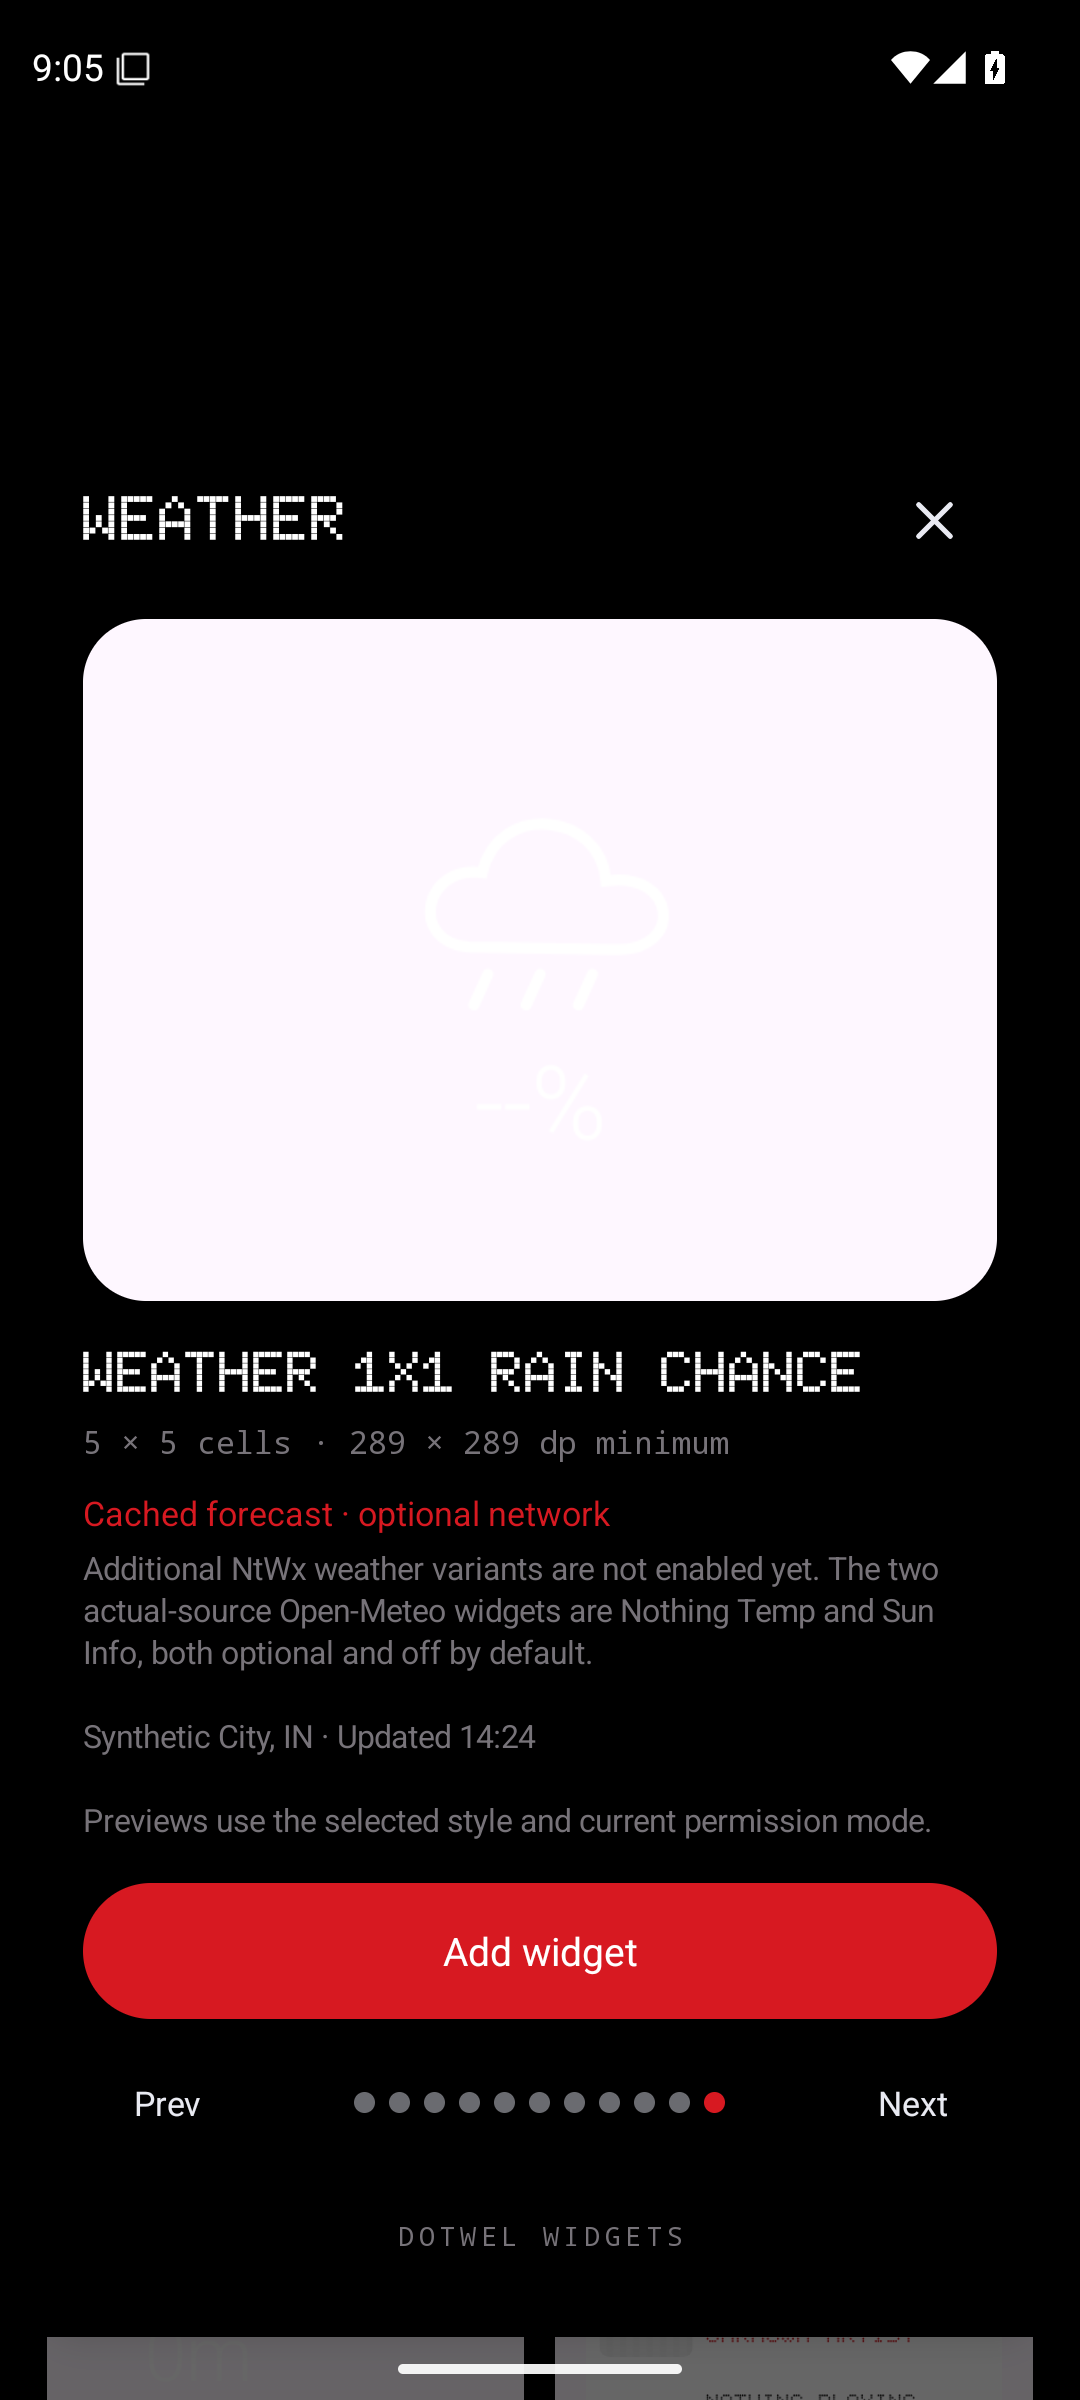 9:05
WEATHER
--%
WEATHER 1X1 RAIN CHANCE
5 × 5 cells · 289 × 289 dp minimum
Cached forecast · optional network
Additional NtWx weather variants are not enabled yet. The two
actual-source Open-Meteo widgets are Nothing Temp and Sun
Info, both optional and off by default.
Synthetic City, IN · Updated 14:24
Previews use the selected style and current permission mode.
Add widget
Prev
Next
DOTWEL WIDGETS